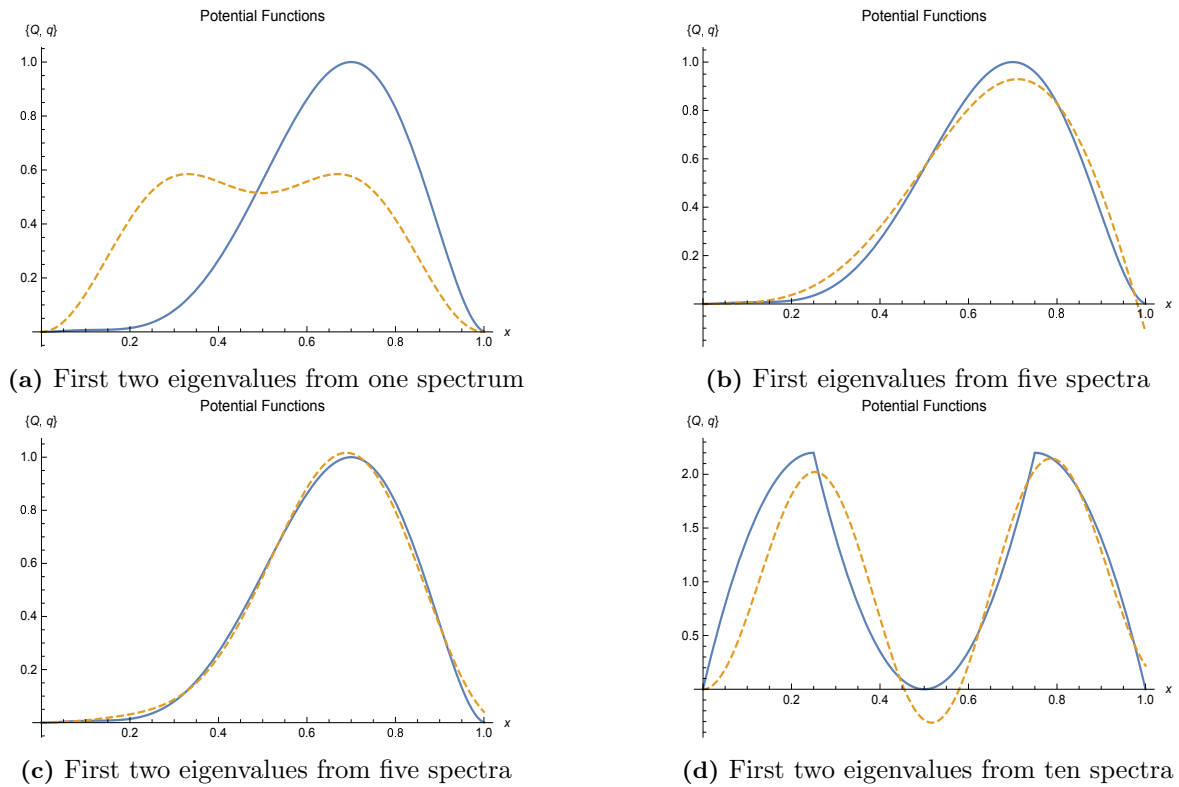 Potential Functions
{Q, q}
1.0
0.8
0.6
0.4
0.2
0.2 0.4 0.6 0.8 1.0 x
(a) First two eigenvalues from one spectrum
Potential Functions
{Q, q}
1.0
0.8
0.6
0.4
0.2
0.2 0.4 0.6 0.8 1.0 x
(b) First eigenvalues from five spectra
Potential Functions
{Q, q}
1.0
0.8
0.6
0.4
0.2
0.2 0.4 0.6 0.8 1.0 x
(c) First two eigenvalues from five spectra
Potential Functions
{Q, q}
2.0
1.5
1.0
0.5
0.2 0.4 0.6 0.8 1.0 x
(d) First two eigenvalues from ten spectra